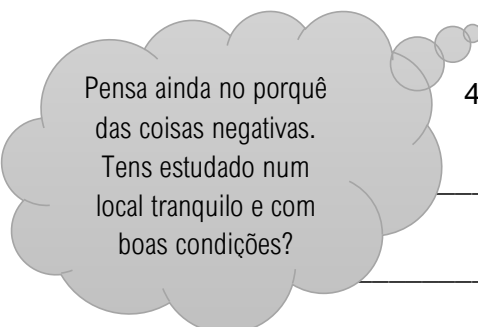 Pensa ainda no porquê
das coisas negativas.
Tens estudado num
local tranquilo e com
boas condições?
4